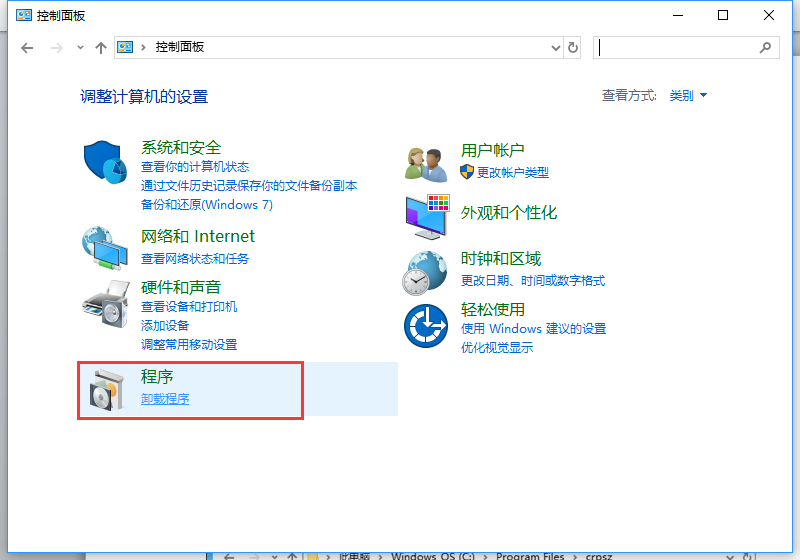 控制面板
控制面板
调整计算机的设置
查看方式: 类别
系统和安全
查看你的计算机状态
通过文件历史记录保存你的文件备份副本
备份和还原(Windows 7)
网络和 Internet
查看网络状态和任务
硬件和声音
查看设备和打印机
添加设备
调整常用移动设置
程序
卸载程序
用户帐户
更改帐户类型
外观和个性化
时钟和区域
更改日期、时间或数字格式
轻松使用
使用 Windows 建议的设置
优化视觉显示
此电脑 Windows OS (C:) Program Files crpsz